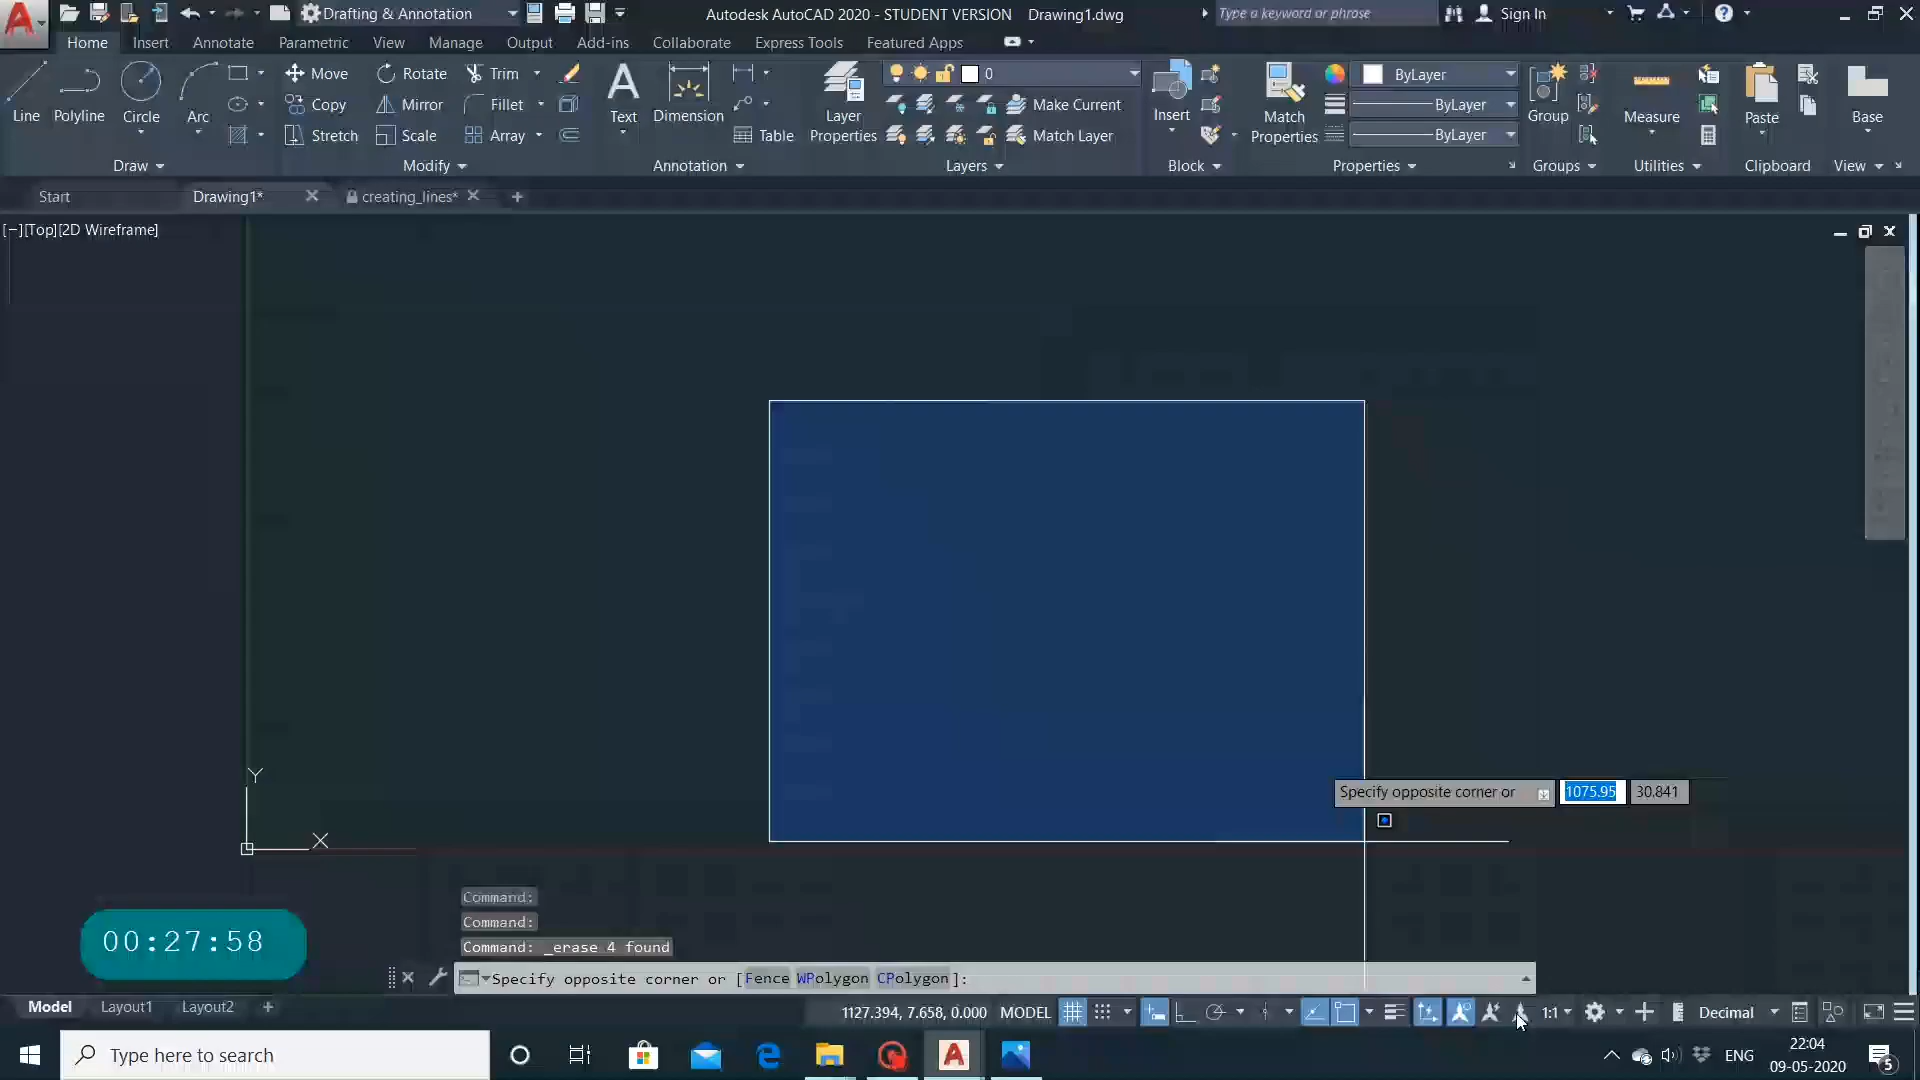 Drafting & Annotation
Autodesk AutoCAD 2020 - STUDENT VERSION Drawing1.dwg
Type a keyword or phrase
Sign In
Home Insert Annotate Parametric View Manage Output Add-ins Collaborate Express Tools Featured Apps
Line
Polyline
Circle
Arc
Draw
Move
Rotate
Trim
Copy
Mirror
Fillet
Stretch
Scale
Array
Modify
Text
Dimension
Table
Annotation
Layer
Properties
0
Make Current
Match Layer
Layers
Insert
Block
Match
Properties
ByLayer
ByLayer
ByLayer
Properties
Group
Groups
Measure
Utilities
Paste
Clipboard
Base
View
Start
Drawing1*
creating_lines*
[−][Top][2D Wireframe]
Y
X
Specify opposite corner or 1075.95 30.841
Command:
Command:
Command: _erase 4 found
00:27:58
Specify opposite corner or [Fence WPolygon CPolygon]:
Model Layout1 Layout2
1127.394, 7.658, 0.000 MODEL
1:1
Decimal
Type here to search
ENG
22:04
09-05-2020
5